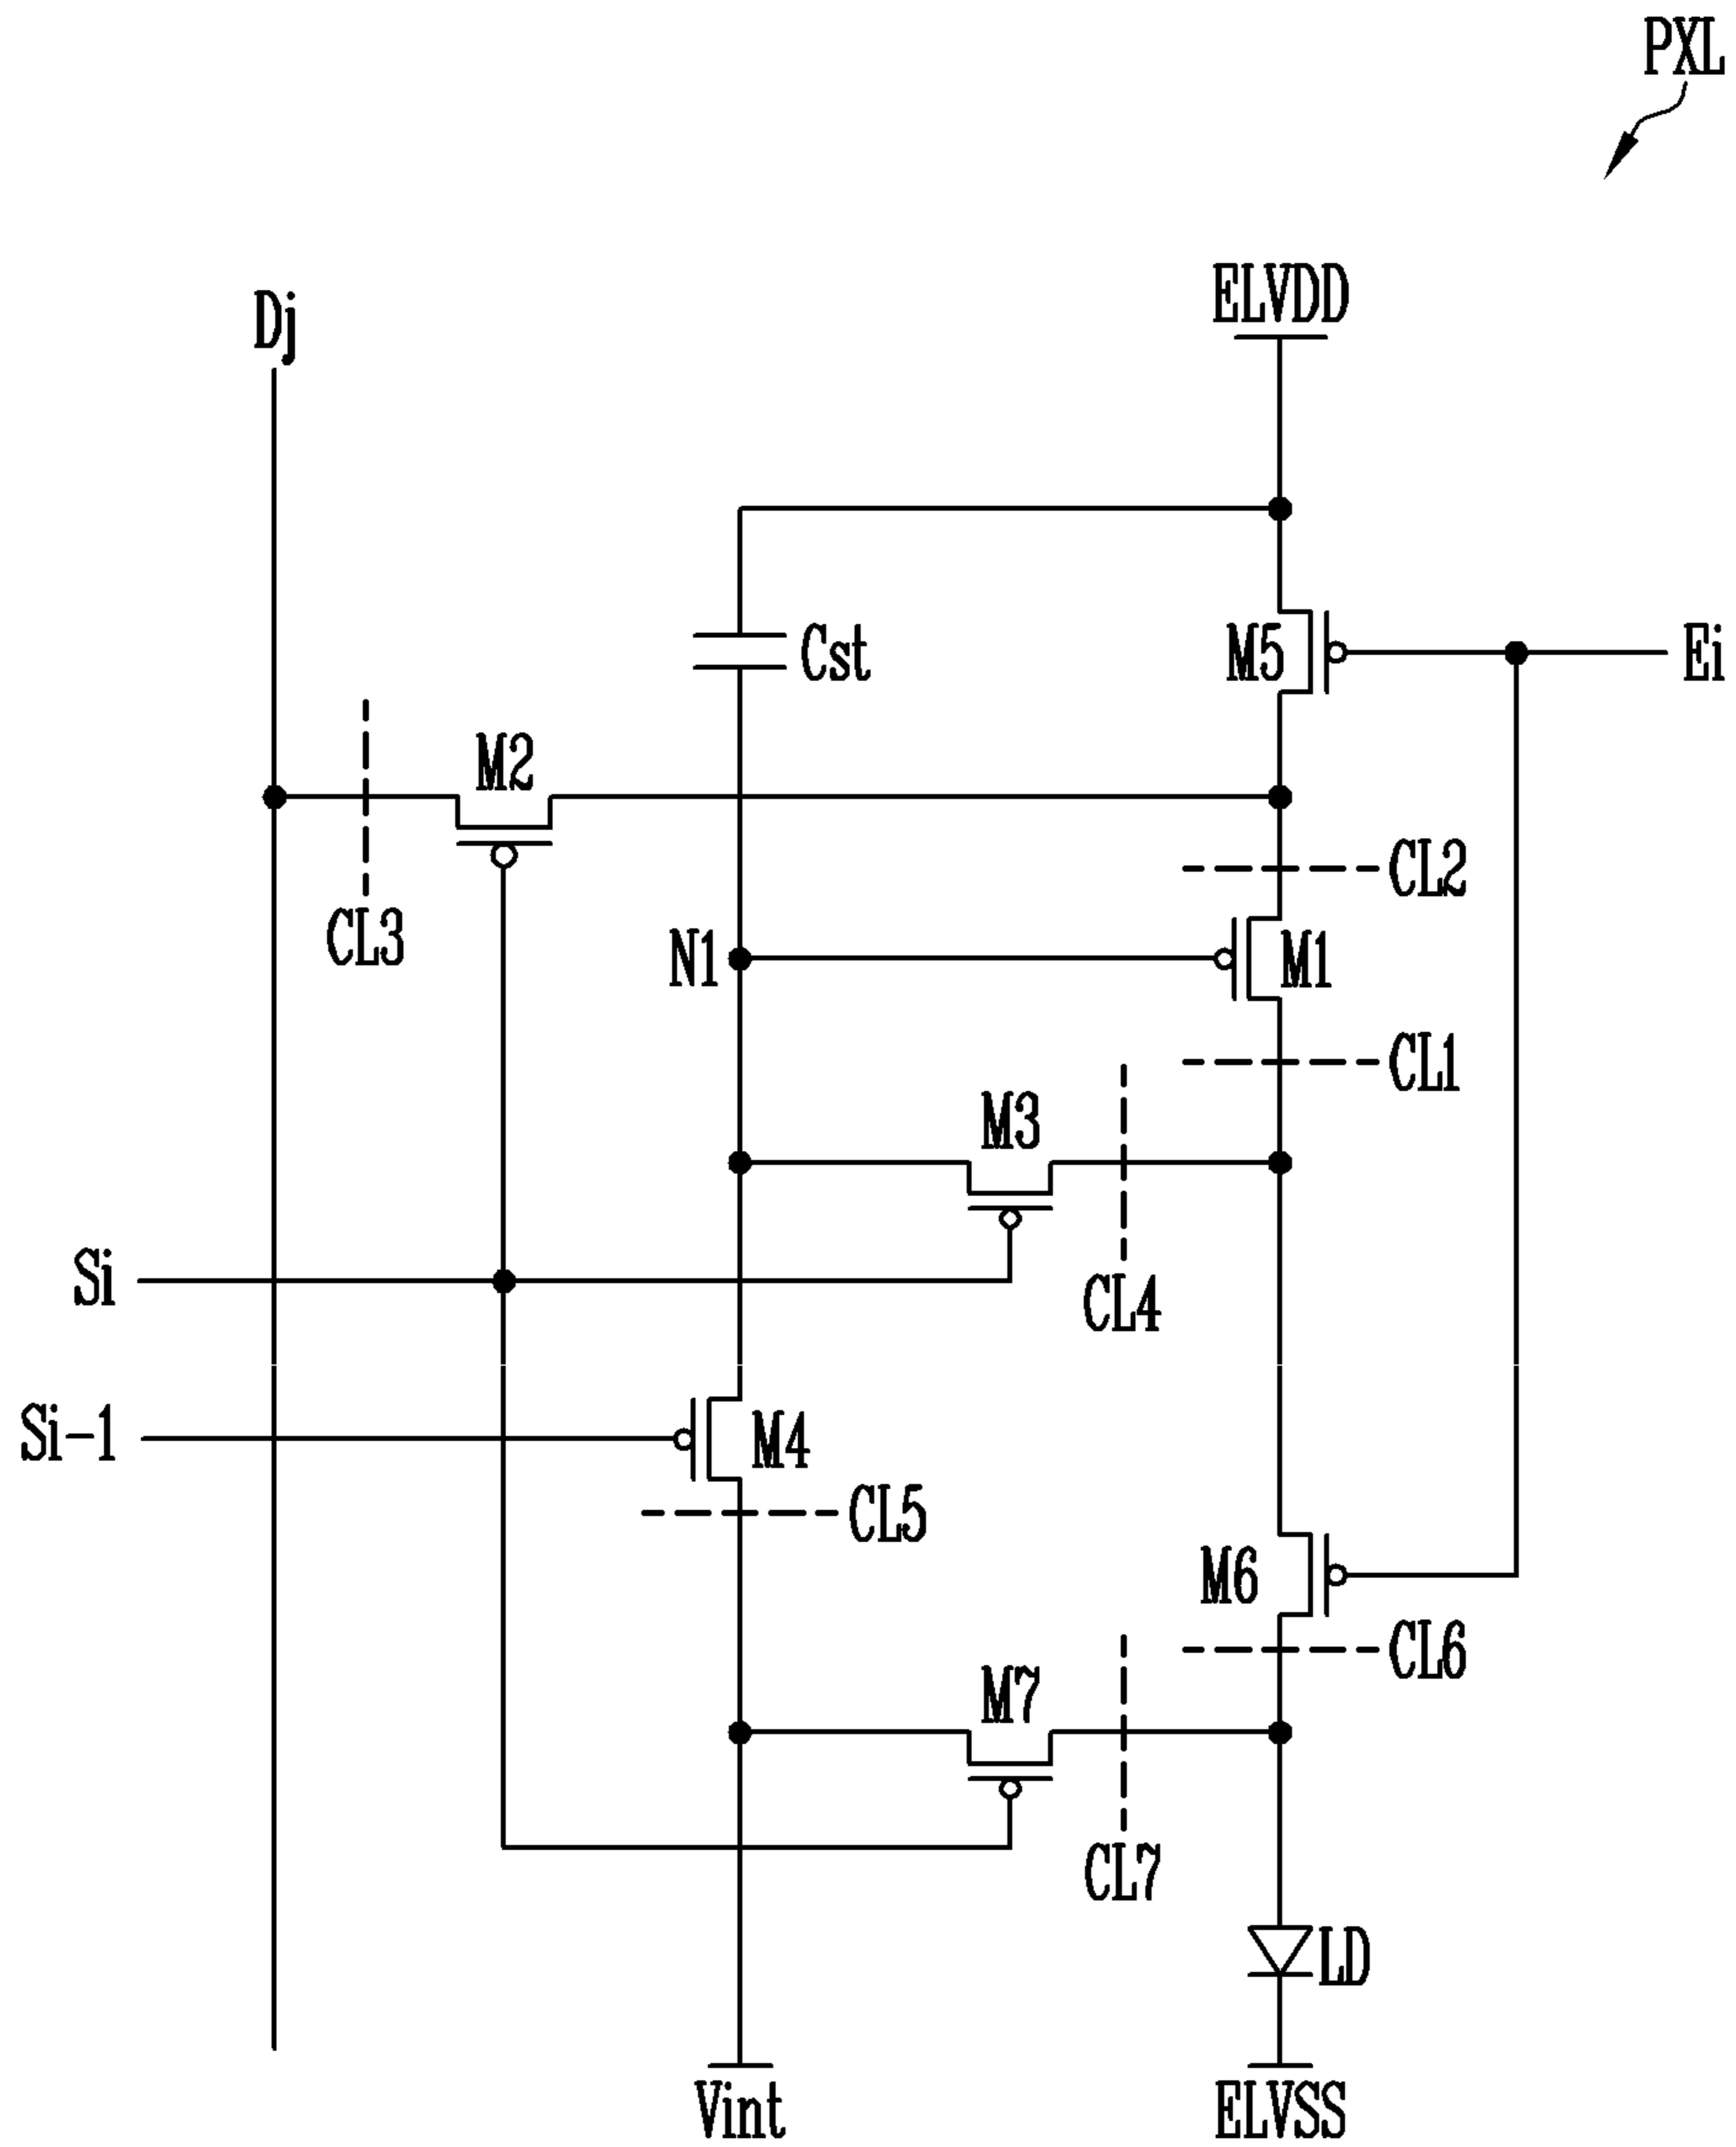 PXL
ELVDD
Dj
Cst
M5
Ei
M2
CL2
CL3
N1
M1
CL1
M3
Si
CL4
Si-1
M4
CL5
M6
CL6
M7
CL7
LD
Vint
ELVSS